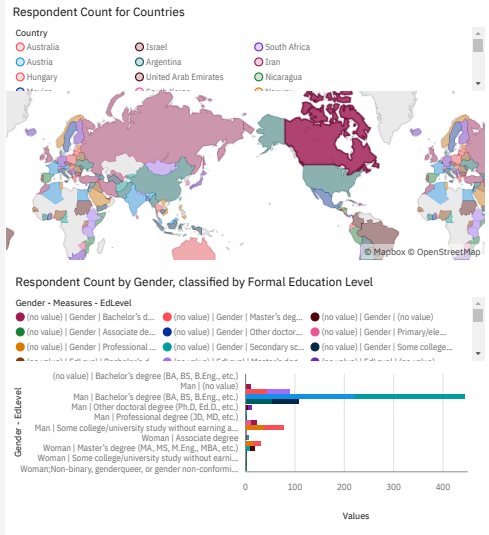 Respondent Count for Countries
Country
Australia Israel South Africa
Austria Argentina Iran
Hungary United Arab Emirates Nicaragua
© Mapbox © OpenStreetMap
Respondent Count by Gender, classified by Formal Education Level
Gender - Measures - EdLevel
(no value) | Gender | Bachelor's d... (no value) | Gender | Master's deg... (no value) | Gender | (no value)
(no value) | Gender | Associate de... (no value) | Gender | Other doctor... (no value) | Gender | Primary/ele...
(no value) | Gender | Professional ... (no value) | Gender | Secondary sc... (no value) | Gender | Some college...
Gender - EdLevel
(no value) | Bachelor's degree (BA, BS, B.Eng., etc.)
Man | (no value)
Man | Bachelor's degree (BA, BS, B.Eng., etc.)
Man | Other doctoral degree (Ph.D, Ed.D., etc.)
Man | Professional degree (JD, MD, etc.)
Man | Some college/university study without earning a...
Woman | Associate degree
Woman | Master's degree (MA, MS, M.Eng., MBA, etc.)
Woman | Some college/university study without earni...
Woman;Non-binary, genderqueer, or gender non-conformi...
0 100 200 300 400
Values